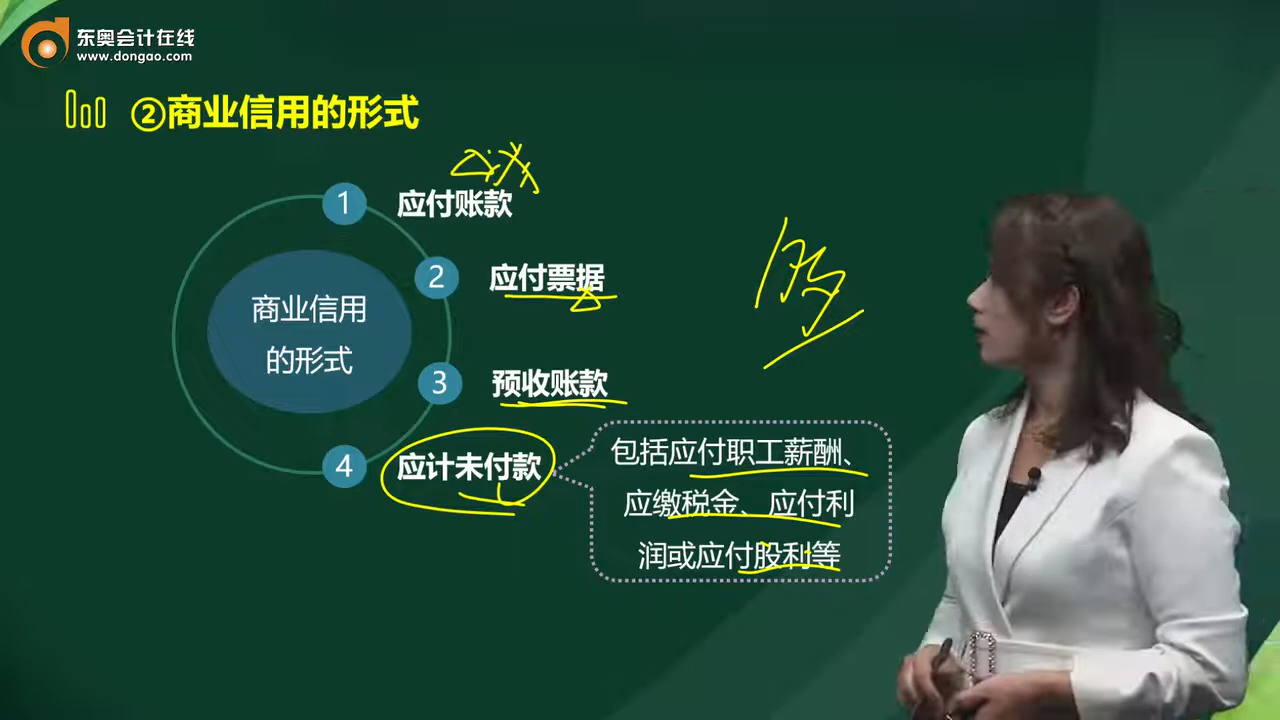 东奥会计在线
www.dongao.com
②商业信用的形式
1 应付账款
2 应付票据
商业信用
的形式
3 预收账款
4 应计未付款
包括应付职工薪酬、
应缴税金、应付利
润或应付股利等
股